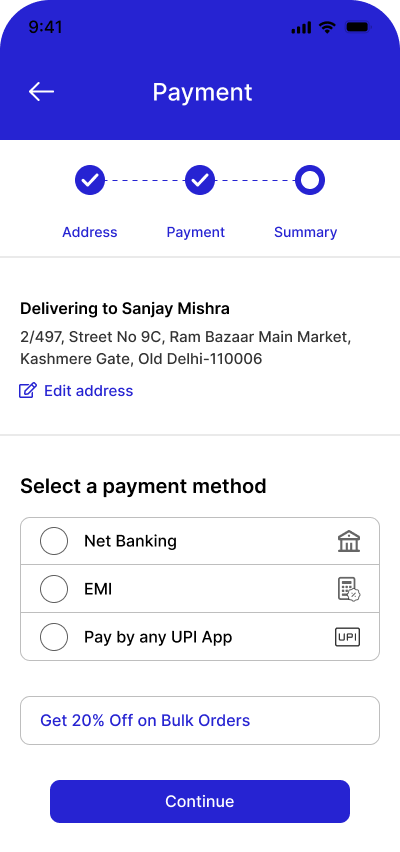 9:41
Payment
Address Payment Summary
Delivering to Sanjay Mishra
2/497, Street No 9C, Ram Bazaar Main Market,
Kashmere Gate, Old Delhi-110006
Edit address
Select a payment method
Net Banking
EMI
Pay by any UPI App UPI
Get 20% Off on Bulk Orders
Continue